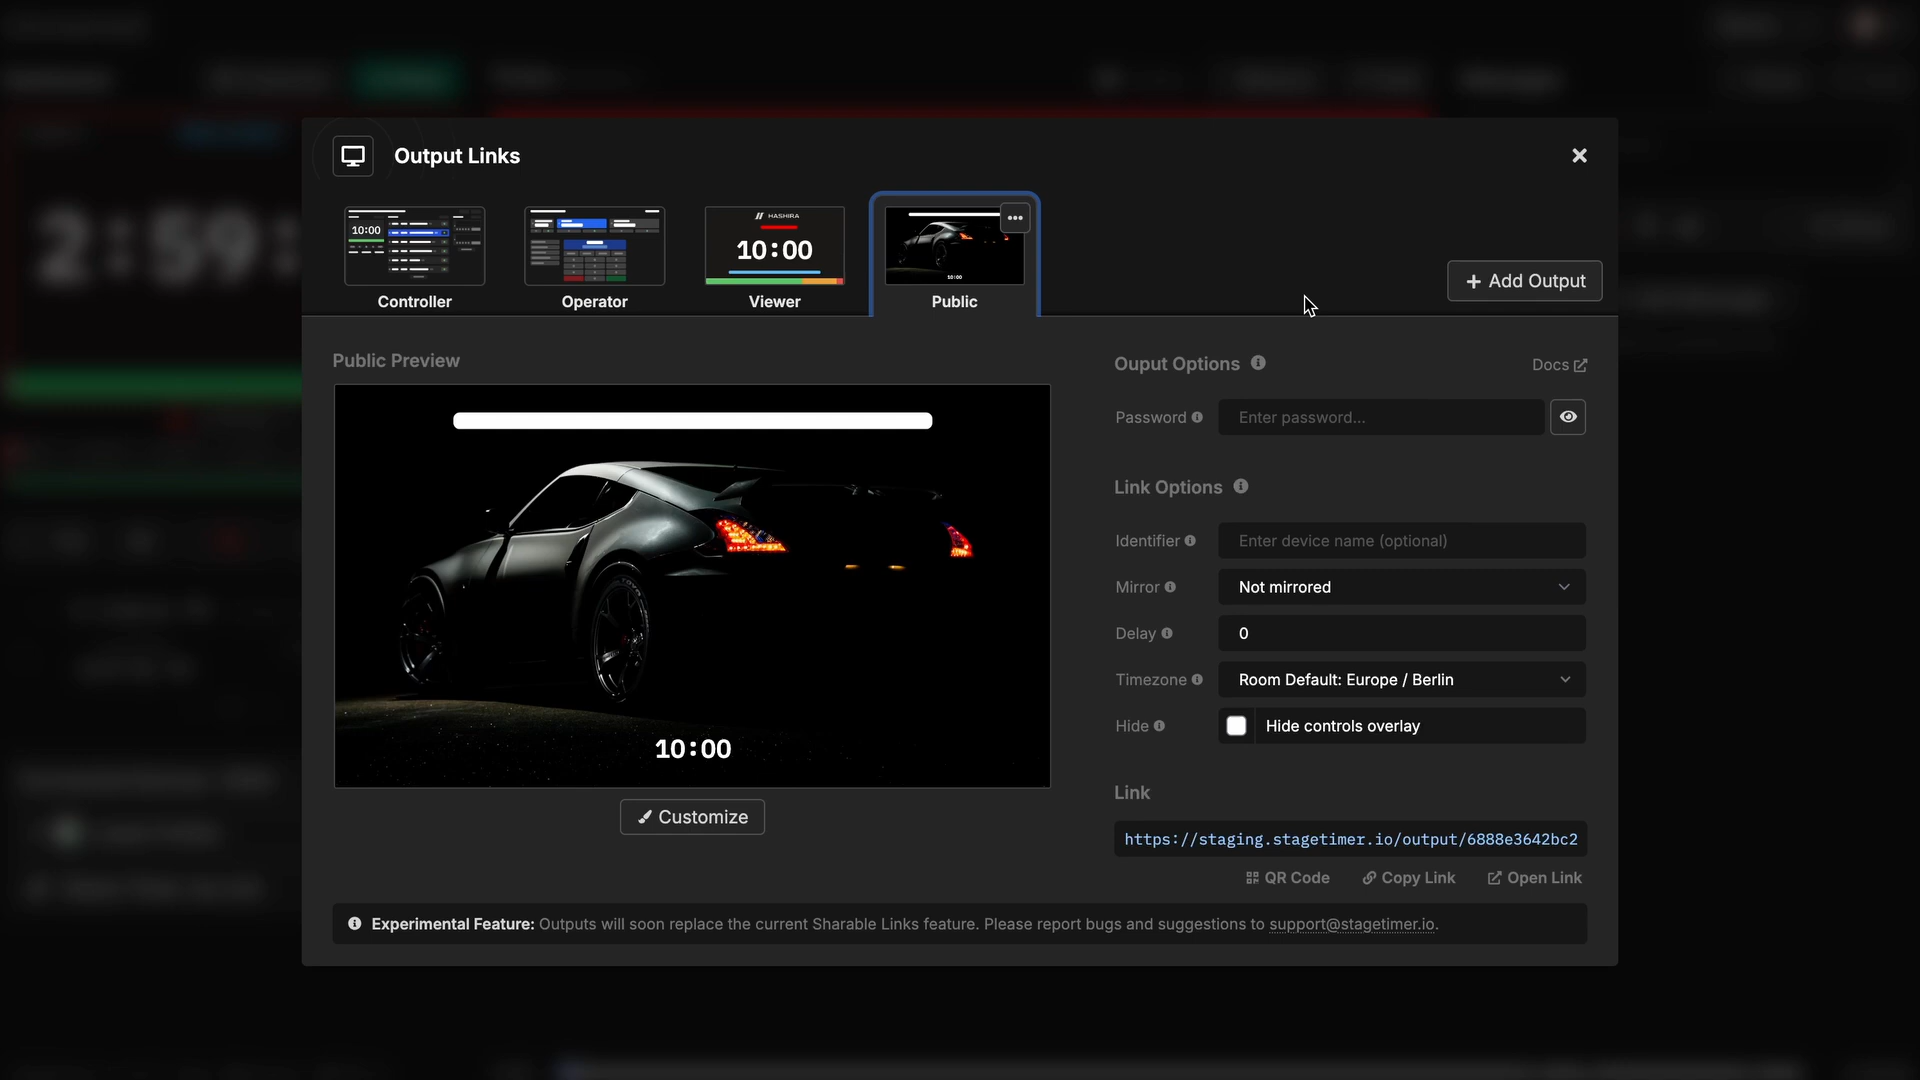 Output Links
10:00
HASHIRA
10:00
10:00
Controller
Operator
Viewer
Public
Add Output
Public Preview
10:00
Customize
Ouput Options
Docs
Password
Enter password...
Link Options
Identifier
Enter device name (optional)
Mirror
Not mirrored
Delay
0
Timezone
Room Default: Europe / Berlin
Hide
Hide controls overlay
Link
https://staging.stagetimer.io/output/6888e3642bc2
QR Code
Copy Link
Open Link
Experimental Feature: Outputs will soon replace the current Sharable Links feature. Please report bugs and suggestions to support@stagetimer.io.
2:59: